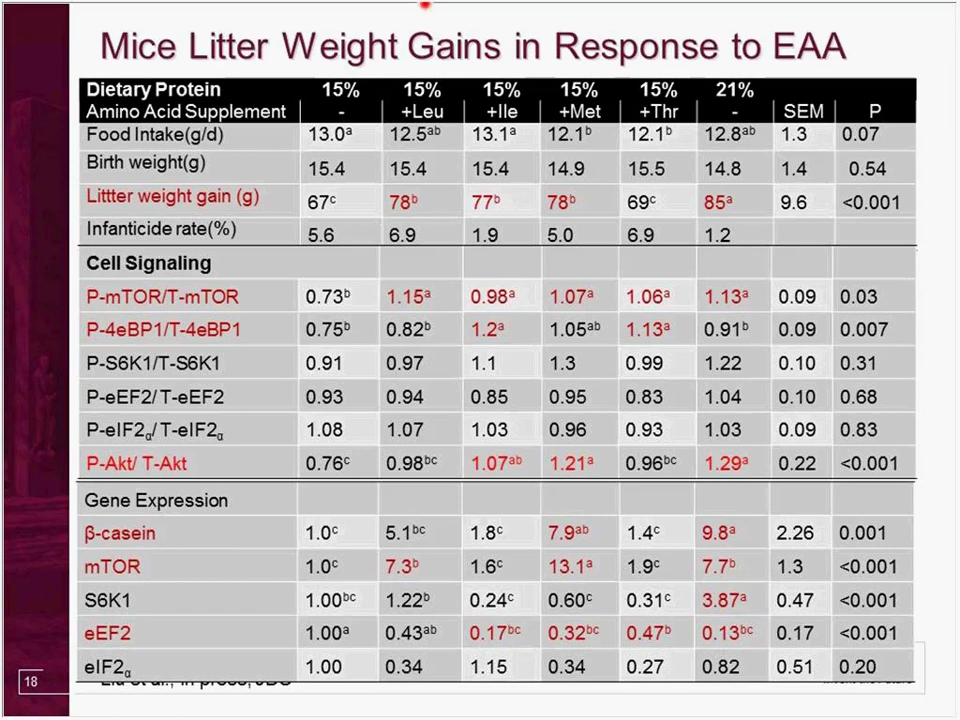 Mice Litter Weight Gains in Response to EAA
Dietary Protein 15% 15% 15% 15% 15% 21%
Amino Acid Supplement - +Leu +Ile +Met +Thr - SEM P
Food Intake(g/d) 13.0ᵃ 12.5ᵃᵇ 13.1ᵃ 12.1ᵇ 12.1ᵇ 12.8ᵃᵇ 1.3 0.07
Birth weight(g) 15.4 15.4 15.4 14.9 15.5 14.8 1.4 0.54
Littter weight gain (g) 67ᶜ 78ᵇ 77ᵇ 78ᵇ 69ᶜ 85ᵃ 9.6 <0.001
Infanticide rate(%) 5.6 6.9 1.9 5.0 6.9 1.2
Cell Signaling
P-mTOR/T-mTOR 0.73ᵇ 1.15ᵃ 0.98ᵃ 1.07ᵃ 1.06ᵃ 1.13ᵃ 0.09 0.03
P-4eBP1/T-4eBP1 0.75ᵇ 0.82ᵇ 1.2ᵃ 1.05ᵃᵇ 1.13ᵃ 0.91ᵇ 0.09 0.007
P-S6K1/T-S6K1 0.91 0.97 1.1 1.3 0.99 1.22 0.10 0.31
P-eEF2/ T-eEF2 0.93 0.94 0.85 0.95 0.83 1.04 0.10 0.68
P-eIF2α/ T-eIF2α 1.08 1.07 1.03 0.96 0.93 1.03 0.09 0.83
P-Akt/ T-Akt 0.76ᶜ 0.98ᵇᶜ 1.07ᵃᵇ 1.21ᵃ 0.96ᵇᶜ 1.29ᵃ 0.22 <0.001
Gene Expression
β-casein 1.0ᶜ 5.1ᵇᶜ 1.8ᶜ 7.9ᵃᵇ 1.4ᶜ 9.8ᵃ 2.26 0.001
mTOR 1.0ᶜ 7.3ᵇ 1.6ᶜ 13.1ᵃ 1.9ᶜ 7.7ᵇ 1.3 <0.001
S6K1 1.00ᵇᶜ 1.22ᵇ 0.24ᶜ 0.60ᶜ 0.31ᶜ 3.87ᵃ 0.47 <0.001
eEF2 1.00ᵃ 0.43ᵃᵇ 0.17ᵇᶜ 0.32ᵇᶜ 0.47ᵇ 0.13ᵇᶜ 0.17 <0.001
eIF2α 1.00 0.34 1.15 0.34 0.27 0.82 0.51 0.20
18